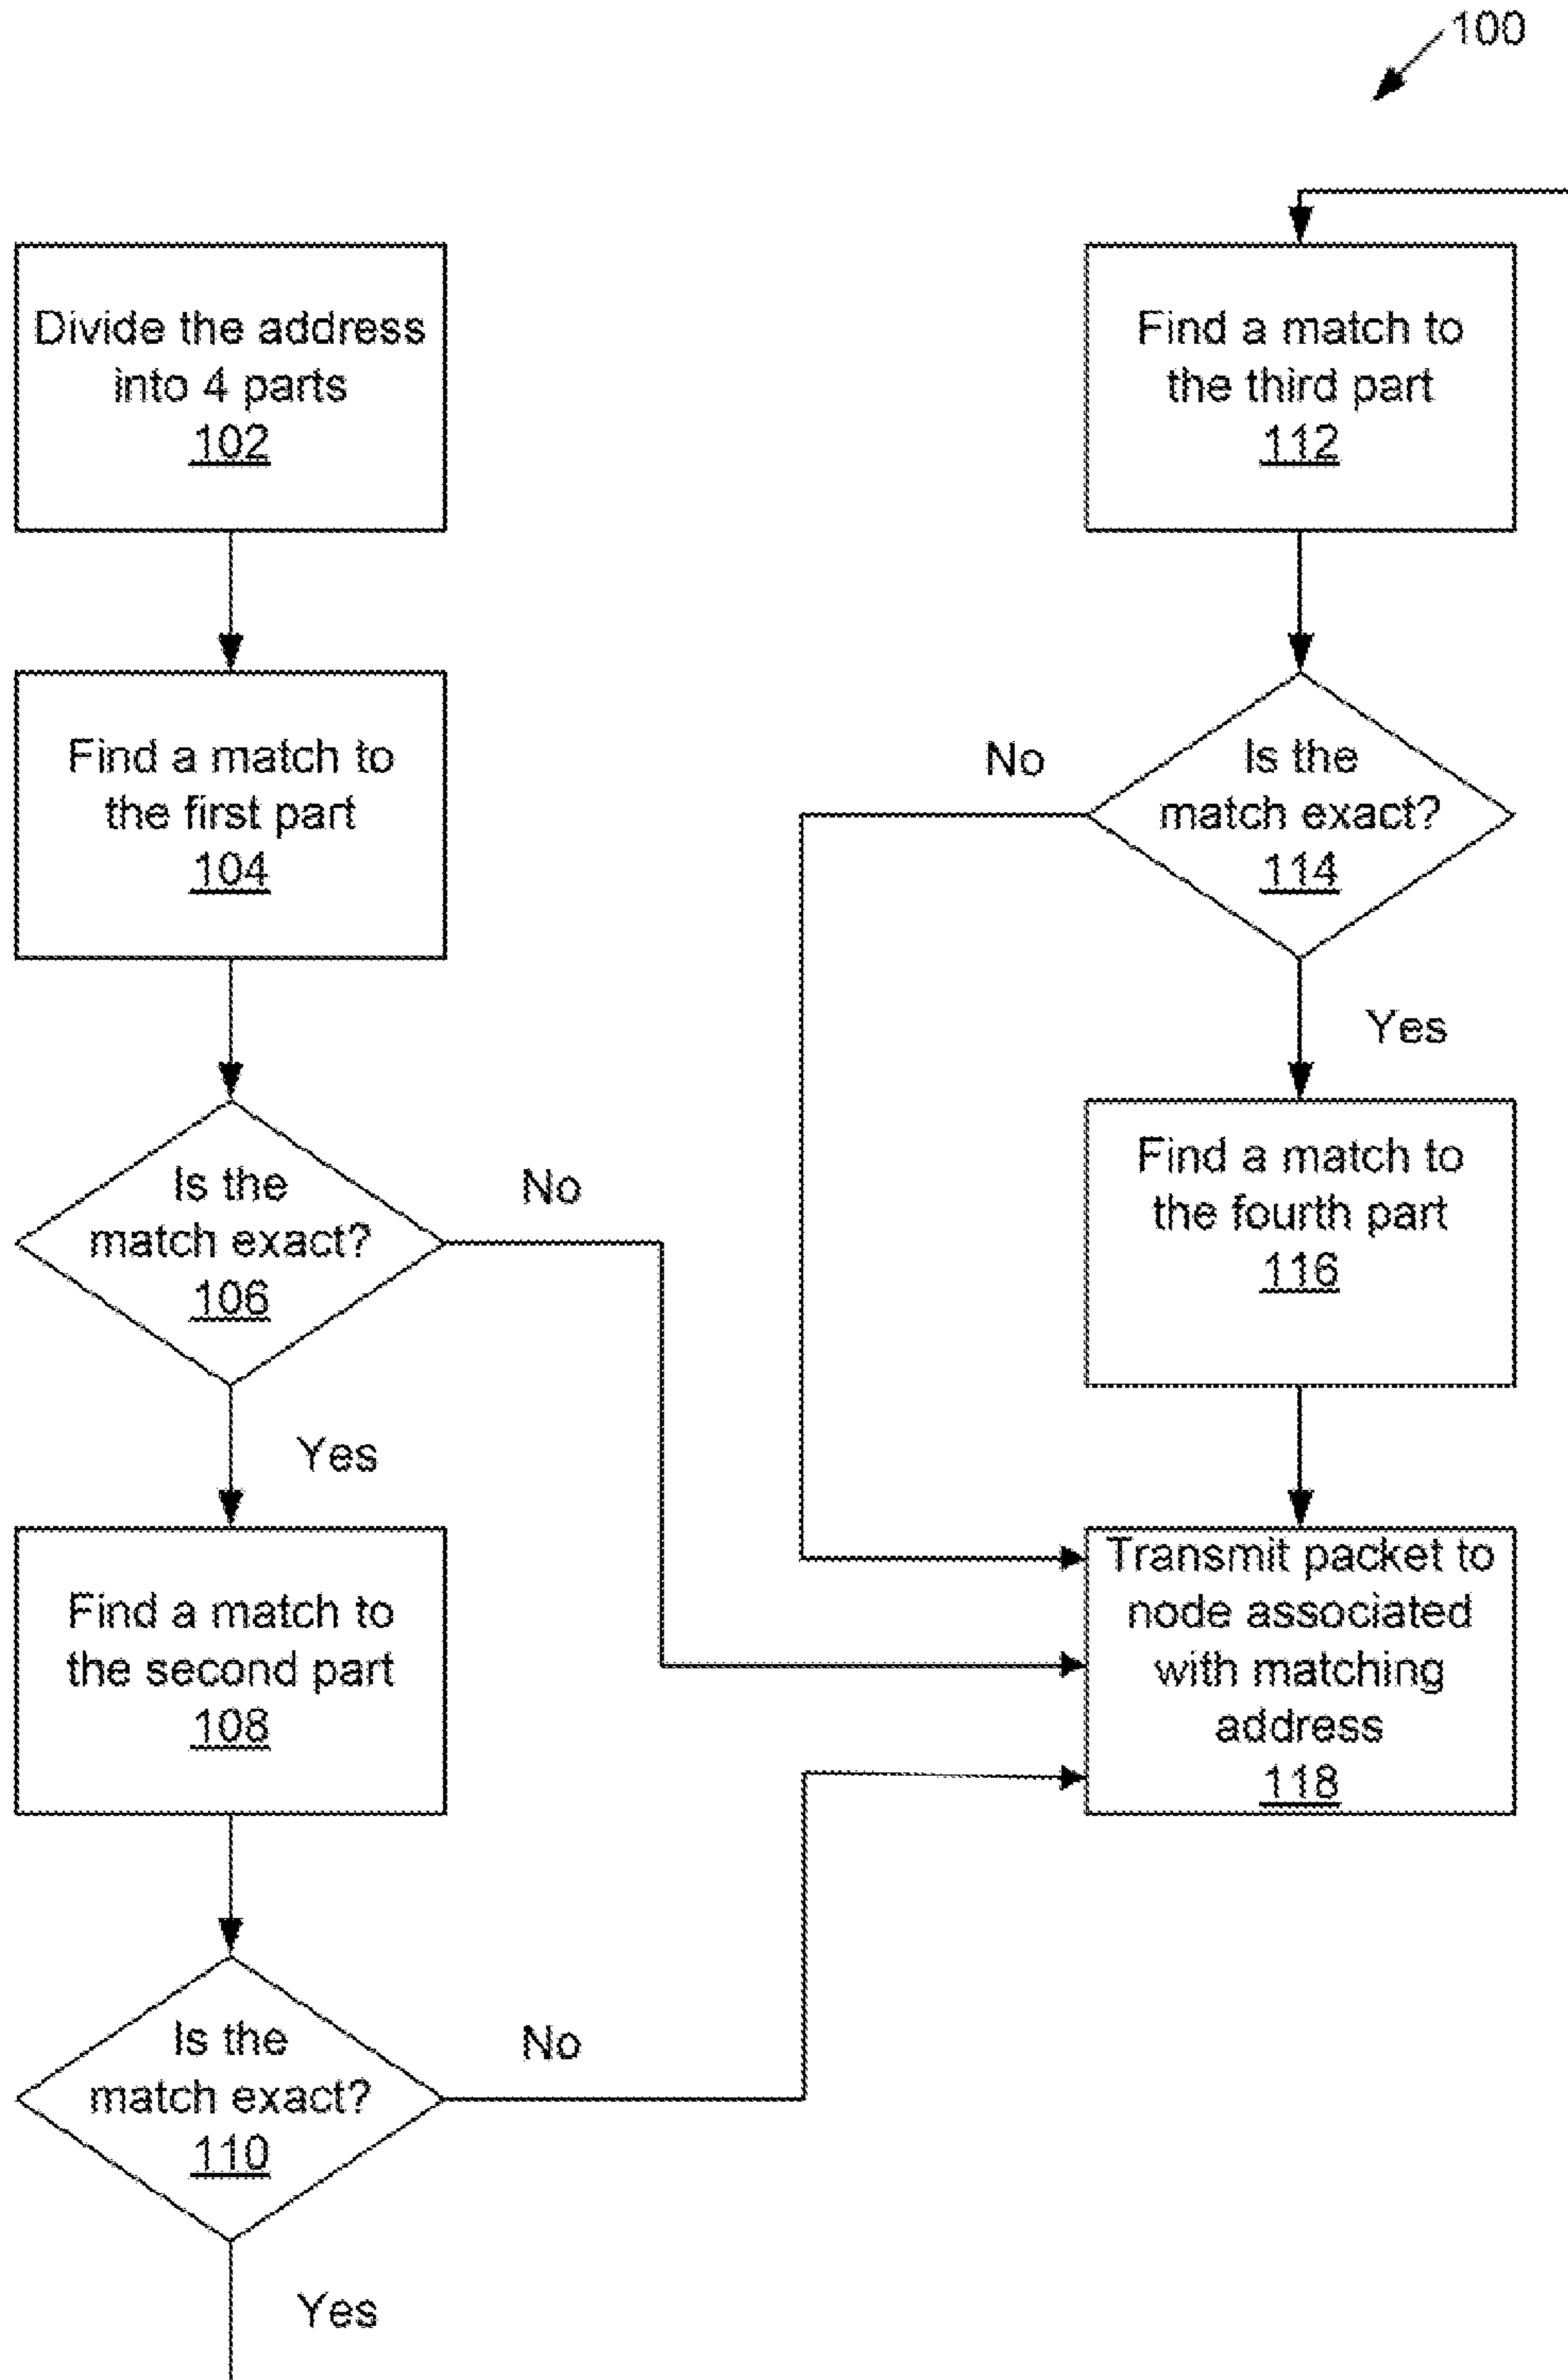 100
Divide the address
into 4 parts
102
Find a match to
the first part
104
Is the
match exact?
106
No
Yes
Find a match to
the second part
108
Is the
match exact?
110
No
Yes
Find a match to
the third part
112
Is the
match exact?
114
No
Yes
Find a match to
the fourth part
116
Transmit packet to
node associated
with matching
address
118